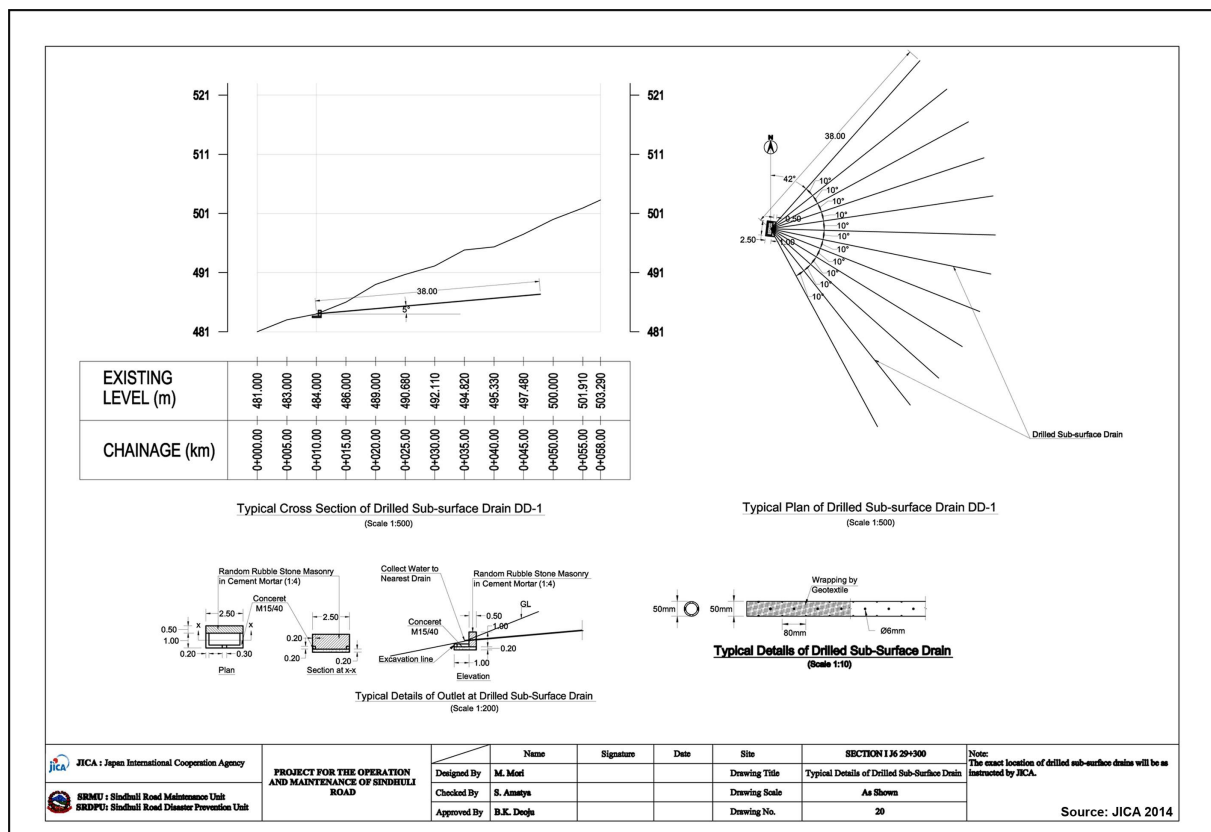 521
511
501
491
481
521
511
501
491
481
38.00
5°
EXISTING
LEVEL (m)
481.000
483.000
484.000
486.000
489.000
490.680
492.110
494.820
495.330
497.480
500.000
501.910
503.290
CHAINAGE (km)
0+000.00
0+005.00
0+010.00
0+015.00
0+020.00
0+025.00
0+030.00
0+035.00
0+040.00
0+045.00
0+050.00
0+055.00
0+058.00
Typical Cross Section of Drilled Sub-surface Drain DD-1
(Scale 1:500)
N
38.00
42°
10°
10°
10°
10°
10°
10°
10°
10°
10°
10°
10°
0.50
2.50
1.00
Drilled Sub-surface Drain
Typical Plan of Drilled Sub-surface Drain DD-1
(Scale 1:500)
Random Rubble Stone Masonry
in Cement Mortar (1:4)
2.50
Conceret
M15/40
2.50
0.50
x
x
1.00
0.20
0.30
0.20
0.20
0.20
Plan
Section at x-x
Collect Water to
Nearest Drain
Random Rubble Stone Masonry
in Cement Mortar (1:4)
GL
0.50
1.00
Conceret
M15/40
0.20
Excavation line
1.00
Elevation
Typical Details of Outlet at Drilled Sub-Surface Drain
(Scale 1:200)
Wrapping by
Geotextile
50mm
50mm
80mm
Ø6mm
Typical Details of Drilled Sub-Surface Drain
(Scale 1:10)
jica
JICA : Japan International Cooperation Agency
SRMU : Sindhuli Road Maintenance Unit
SRDPU: Sindhuli Road Disaster Prevention Unit
PROJECT FOR THE OPERATION
AND MAINTENANCE OF SINDHULI
ROAD
Name Signature Date Site SECTION I J6 29+300
Designed By M. Mori Drawing Title Typical Details of Drilled Sub-Surface Drain
Checked By S. Amatya Drawing Scale As Shown
Approved By B.K. Deoju Drawing No. 20
Note:
The exact location of drilled sub-surface drains will be as
instructed by JICA.
Source: JICA 2014